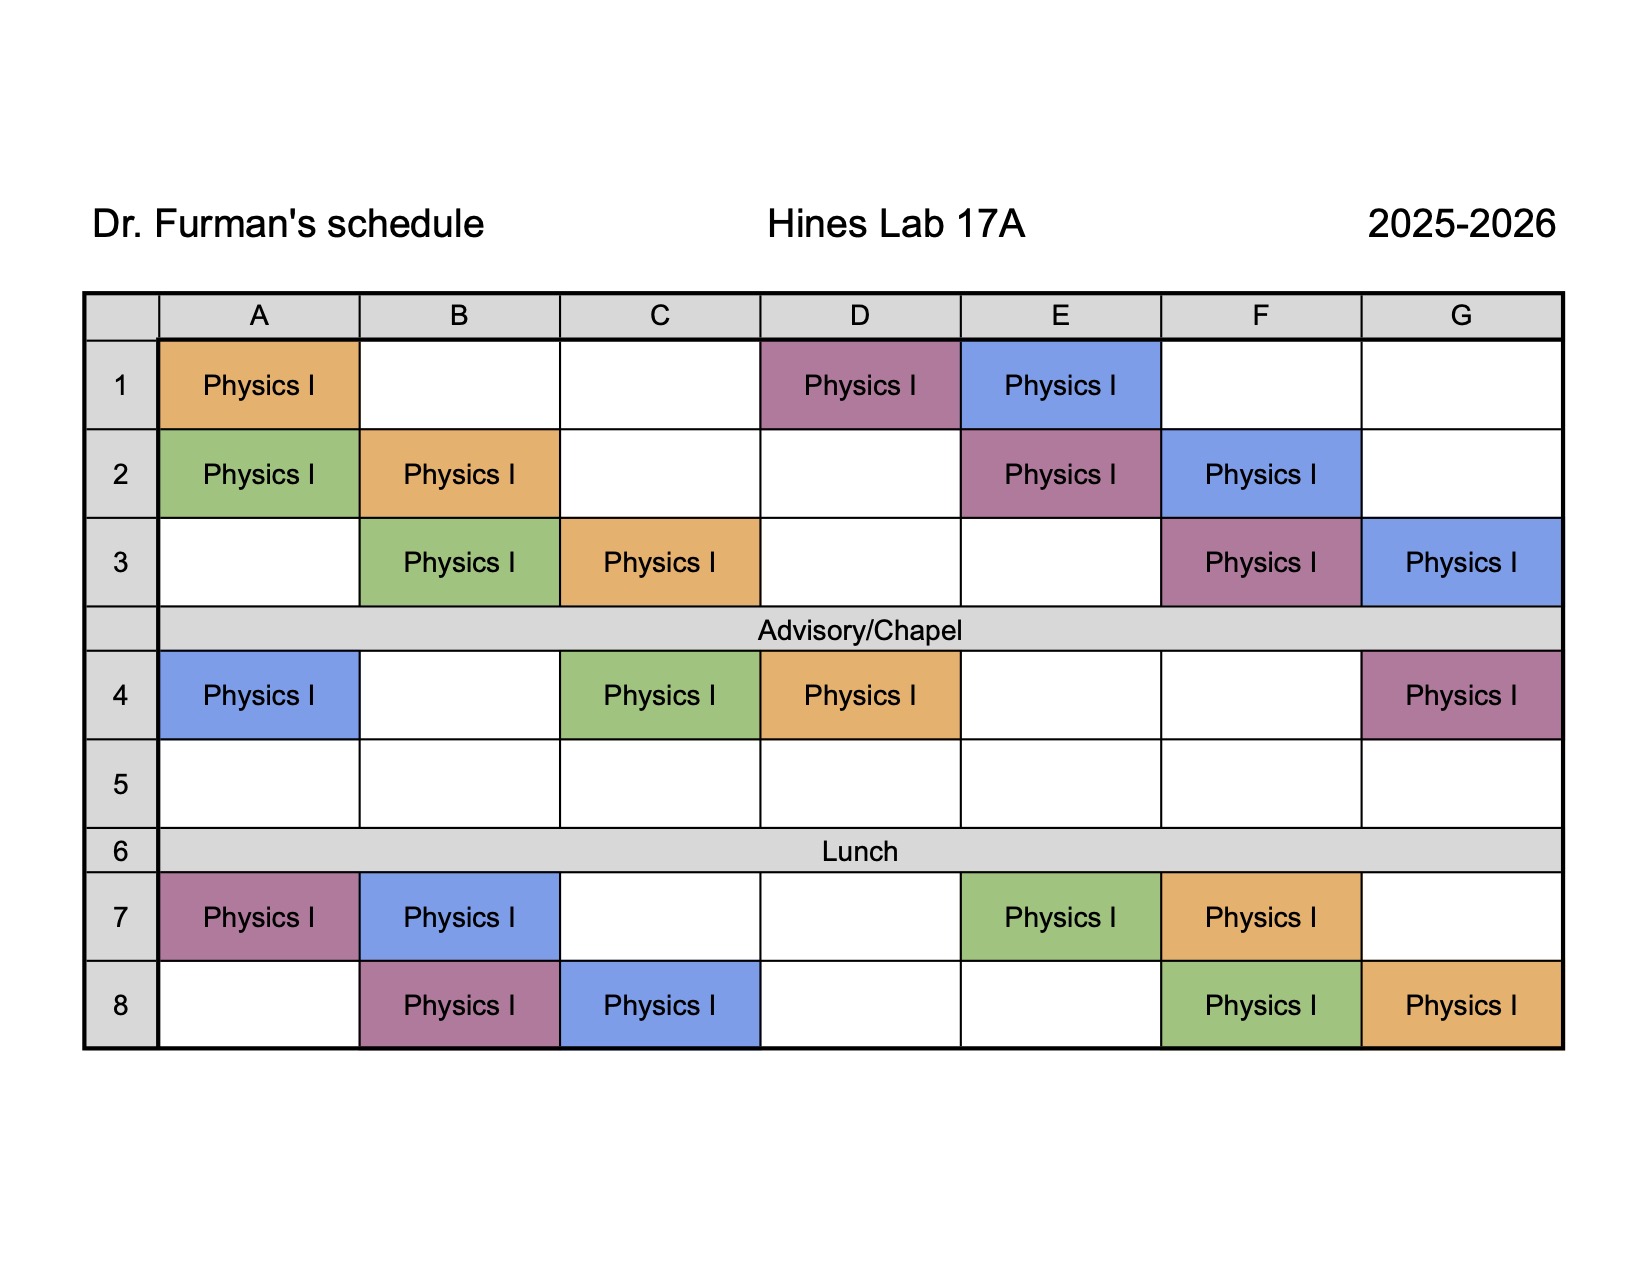 Dr. Furman's schedule Hines Lab 17A 2025-2026
A B C D E F G
1 Physics I Physics I Physics I
2 Physics I Physics I Physics I Physics I
3 Physics I Physics I Physics I Physics I
Advisory/Chapel
4 Physics I Physics I Physics I Physics I
5
6 Lunch
7 Physics I Physics I Physics I Physics I
8 Physics I Physics I Physics I Physics I